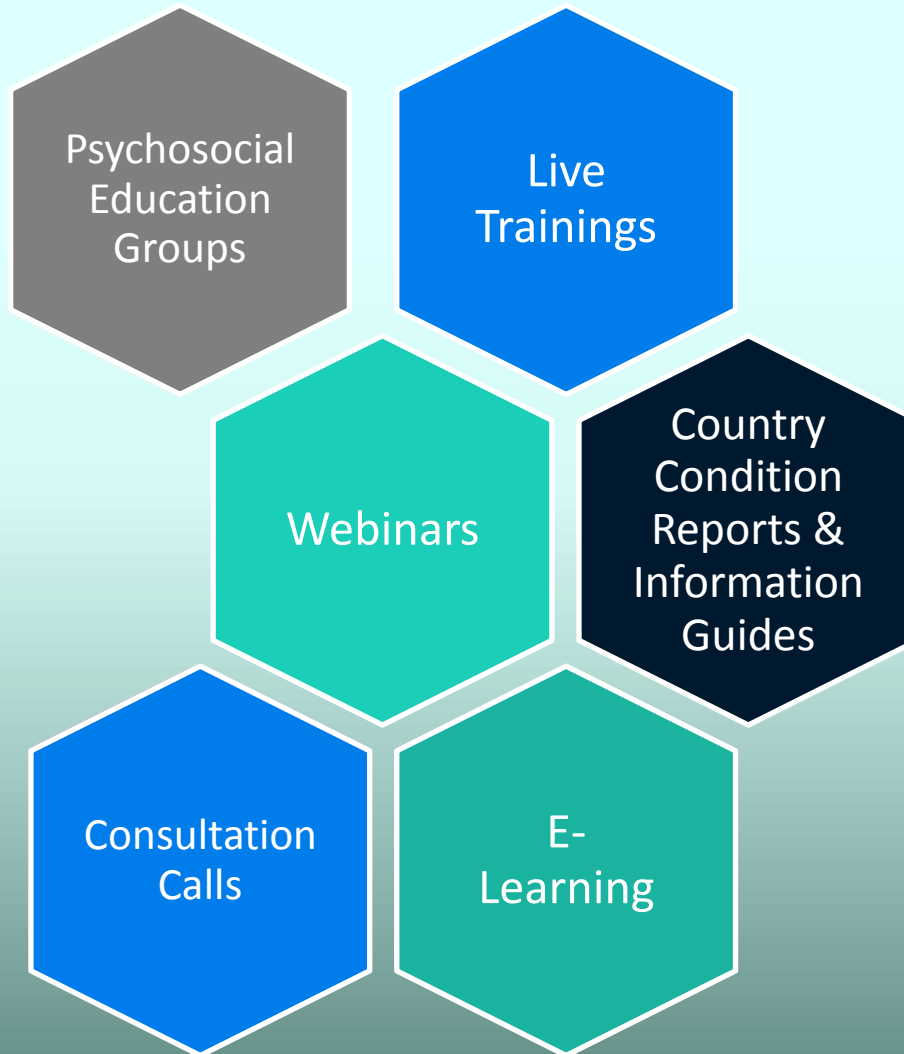 Psychosocial
Education
Groups
Live
Trainings
Webinars
Country
Condition
Reports &
Information
Guides
Consultation
Calls
E-
Learning